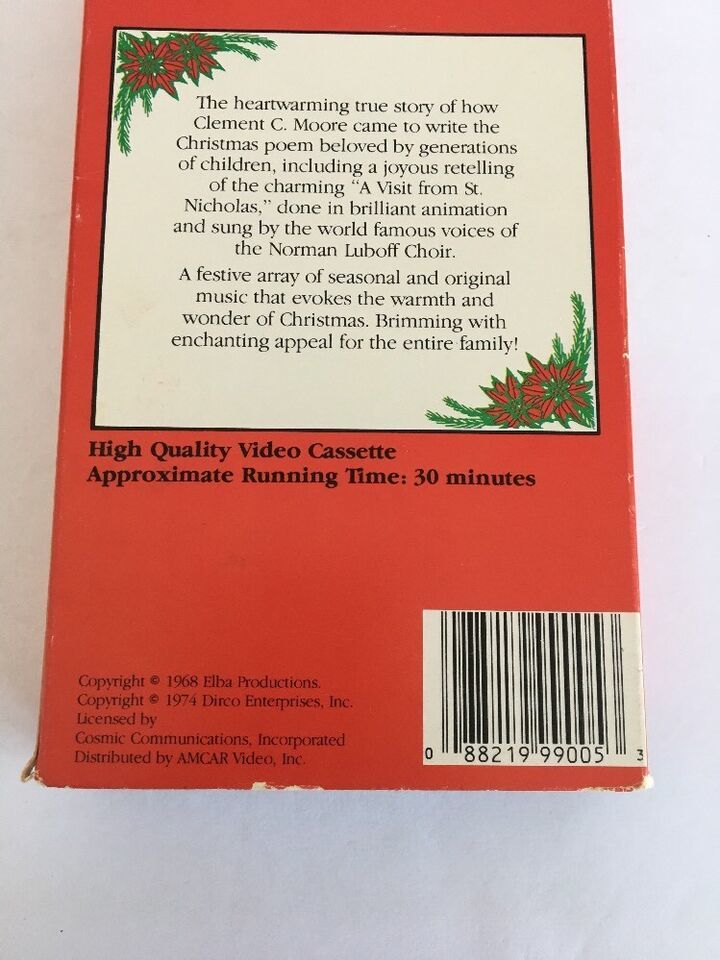 The heartwarming true story of how
Clement C. Moore came to write the
Christmas poem beloved by generations
of children, including a joyous retelling
of the charming “A Visit from St.
Nicholas,” done in brilliant animation
and sung by the world famous voices of
the Norman Luboff Choir.
A festive array of seasonal and original
music that evokes the warmth and
wonder of Christmas. Brimming with
enchanting appeal for the entire family!
High Quality Video Cassette
Approximate Running Time: 30 minutes
Copyright © 1968 Elba Productions.
Copyright © 1974 Dirco Enterprises, Inc.
Licensed by
Cosmic Communications, Incorporated
Distributed by AMCAR Video, Inc.
0 88219 99005 3